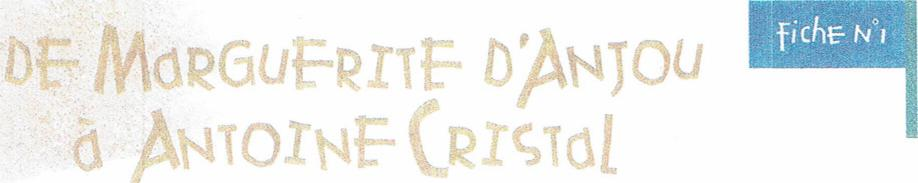 DE MARGUERITE D'ANJOU
à ANTOINE CRISTAL
FICHE N°1